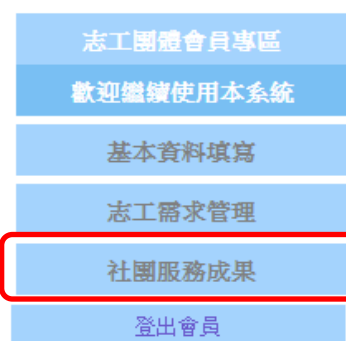 志工團體會員專區
歡迎繼續使用本系統
基本資料填寫
志工需求管理
社團服務成果
登出會員